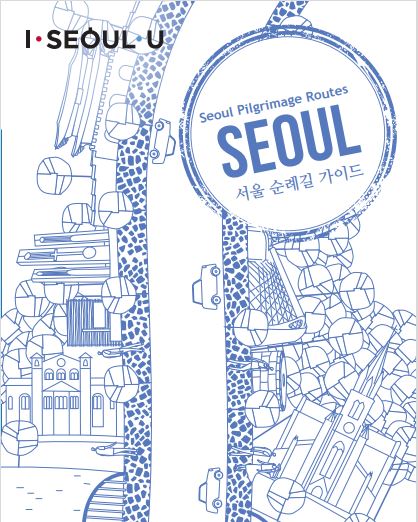 I·SEOUL·U
Seoul Pilgrimage Routes
SEOUL
서울 순례길 가이드